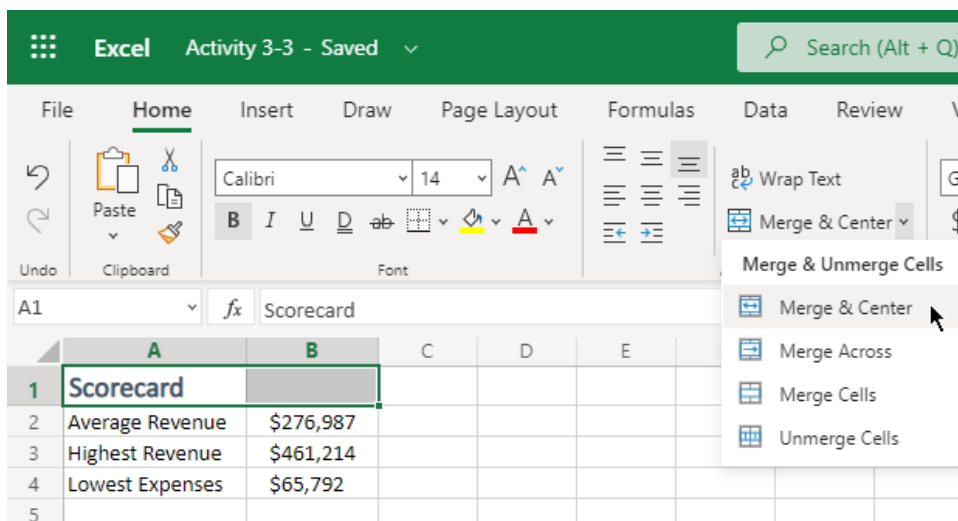 Excel Activity 3-3 - Saved Search (Alt + Q)
File Home Insert Draw Page Layout Formulas Data Review
Calibri 14 A A ab c Wrap Text
Paste B I U D ab A Merge & Center $
Undo Clipboard Font
Merge & Unmerge Cells
Merge & Center
Merge Across
Merge Cells
Unmerge Cells
A1 fx Scorecard
A B C D E
1 Scorecard
2 Average Revenue $276,987
3 Highest Revenue $461,214
4 Lowest Expenses $65,792
5